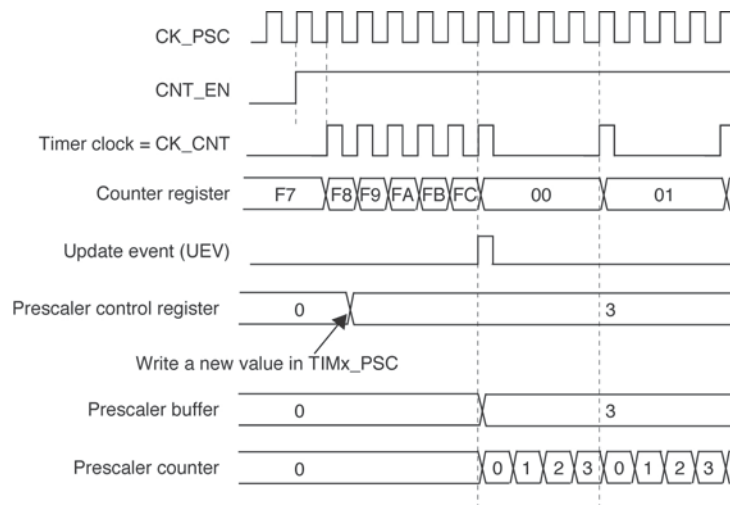 CK_PSC
CNT_EN
Timer clock = CK_CNT
Counter register F7 F8 F9 FA FB FC 00 01
Update event (UEV)
Prescaler control register 0 3
Write a new value in TIMx_PSC
Prescaler buffer 0 3
Prescaler counter 0 0 1 2 3 0 1 2 3